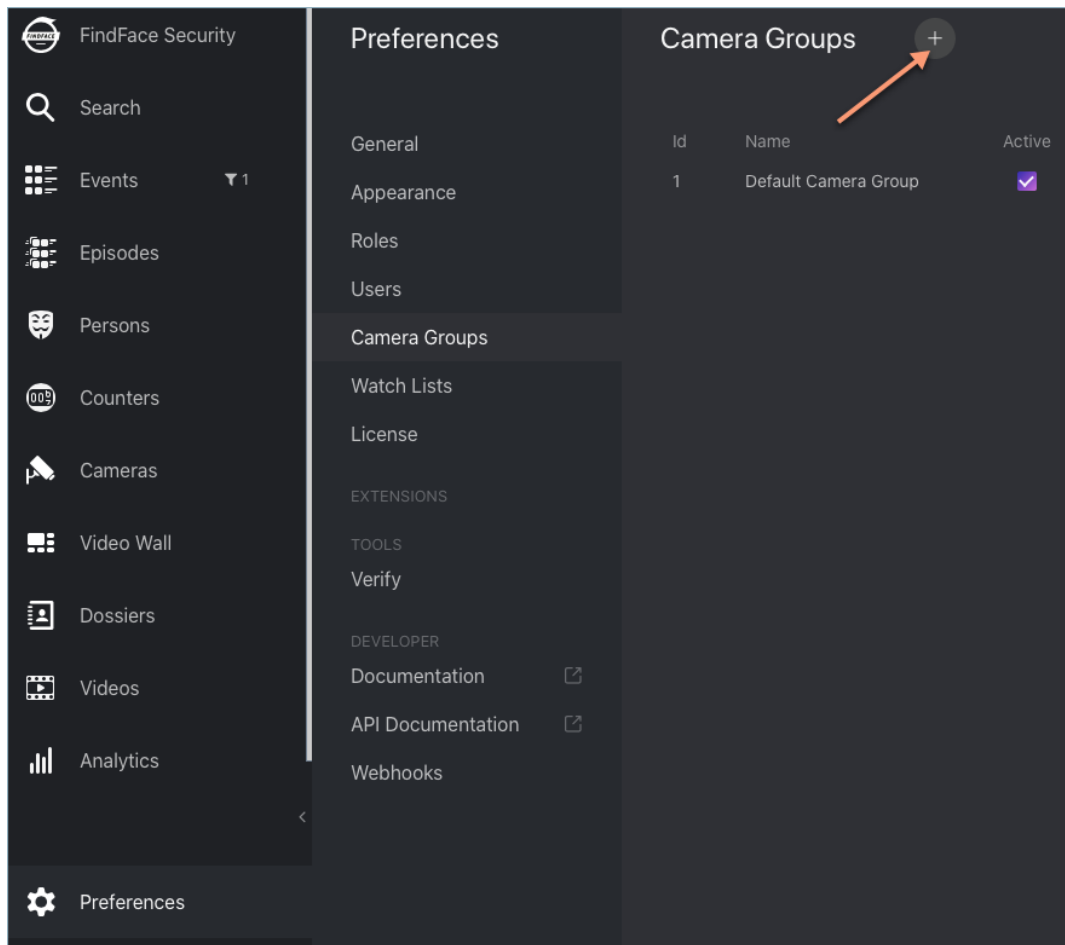 FindFace Security
Search
Events 1
Episodes
Persons
Counters
Cameras
Video Wall
Dossiers
Videos
Analytics
Preferences
Preferences
General
Appearance
Roles
Users
Camera Groups
Watch Lists
License
EXTENSIONS
TOOLS
Verify
DEVELOPER
Documentation
API Documentation
Webhooks
Camera Groups +
Id Name Active
1 Default Camera Group